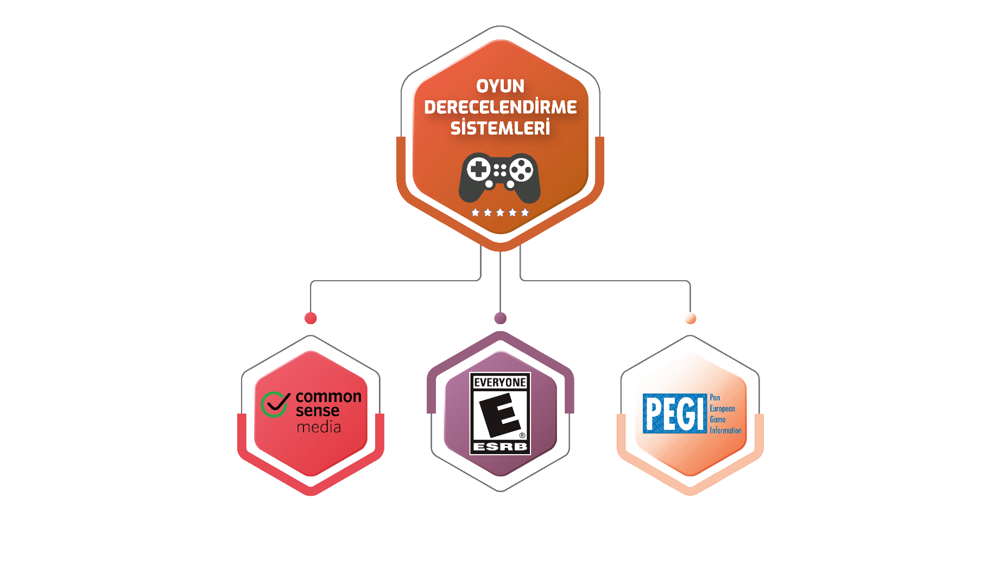 OYUN
DERECELENDİRME
SİSTEMLERİ
common
sense
media
EVERYONE
E
®
ESRB
PEGI
Pan
European
Game
Information